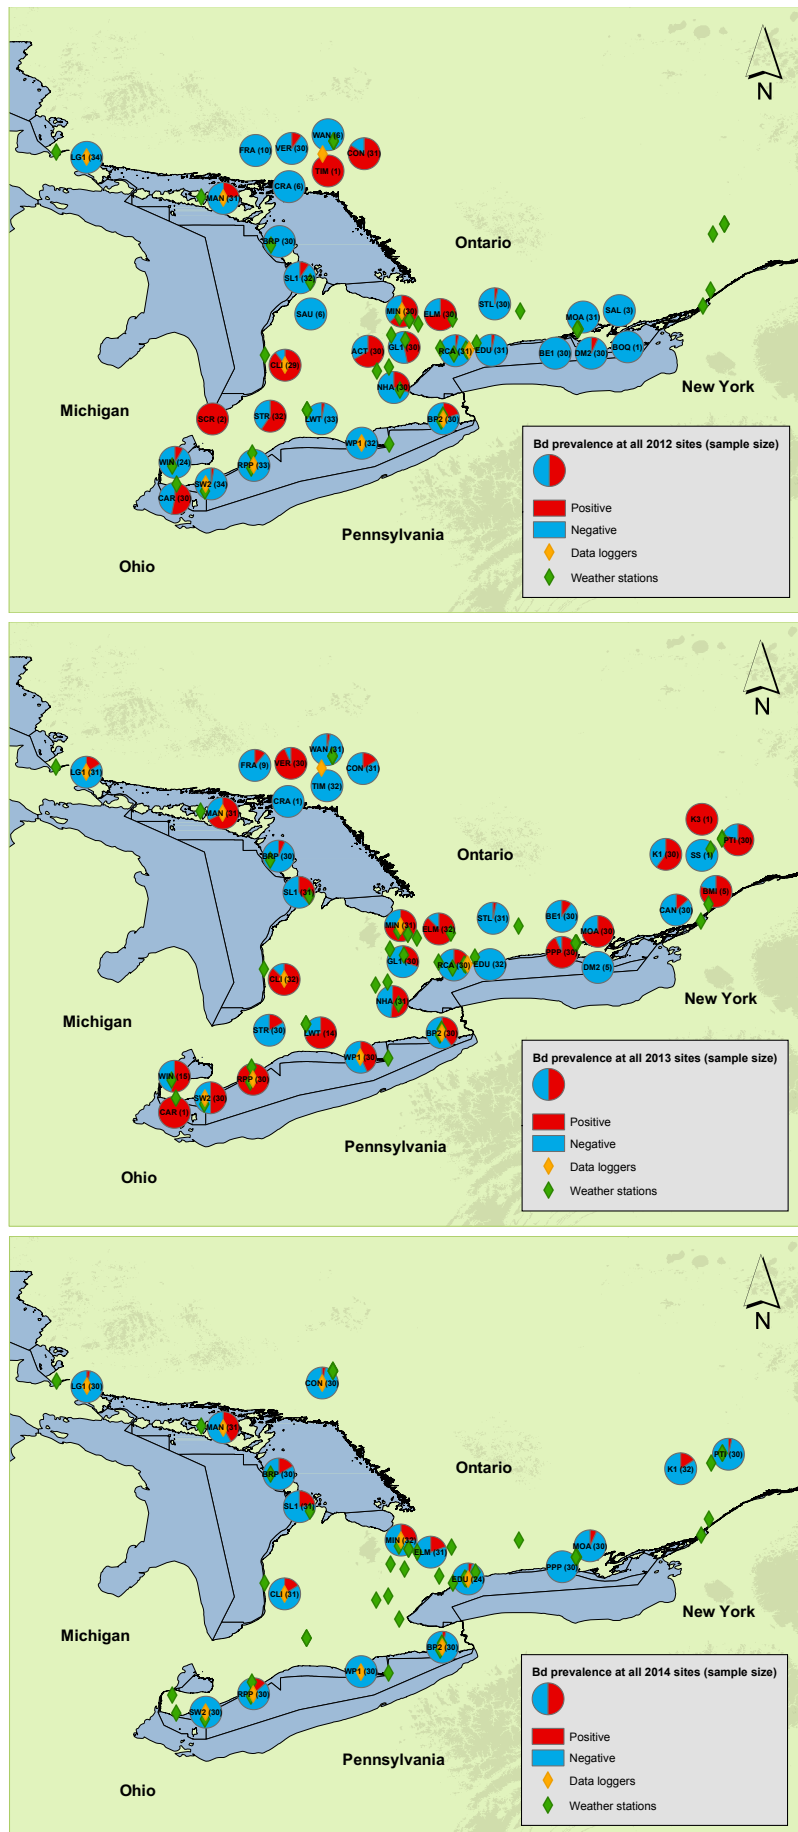 N
WAN (6)
FRA (10)
VER (30)
CON (31)
LG1 (34)
TIM (1)
CRA (6)
MAN (31)
BRP (30)
Ontario
SL1 (32)
STL (30)
SAU (6)
MIN (30)
ELM (30)
MOA (31)
SAL (3)
ACT (30)
GL1 (30)
RCA (31)
EDU (31)
BE1 (30)
DM2 (30)
BOQ (1)
CLI (29)
NHA (30)
New York
Michigan
SCR (2)
STR (32)
LWT (33)
BP2 (30)
WP1 (32)
WIN (24)
RPP (33)
SW2 (34)
CAR (30)
Pennsylvania
Ohio
Bd prevalence at all 2012 sites (sample size)
Positive
Negative
Data loggers
Weather stations
N
WAN (31)
FRA (9)
VER (30)
CON (31)
LG1 (31)
TIM (32)
CRA (1)
MAN (31)
K3 (1)
PTI (30)
BRP (30)
Ontario
K1 (30)
SS (1)
SL1 (31)
BMI (5)
CAN (30)
MIN (31)
ELM (32)
STL (31)
BE1 (30)
MOA (30)
PPP (30)
GL1 (30)
RCA (30)
EDU (32)
DM2 (5)
CLI (32)
NHA (31)
New York
Michigan
STR (30)
LWT (14)
BP2 (30)
WP1 (30)
WIN (15)
RPP (30)
SW2 (30)
CAR (1)
Pennsylvania
Ohio
Bd prevalence at all 2013 sites (sample size)
Positive
Negative
Data loggers
Weather stations
N
LG1 (30)
CON (30)
MAN (31)
PTI (30)
BRP (30)
Ontario
K1 (32)
SL1 (31)
MIN (32)
ELM (31)
MOA (30)
PPP (30)
EDU (24)
CLI (31)
New York
Michigan
BP2 (30)
WP1 (30)
RPP (30)
SW2 (30)
Pennsylvania
Ohio
Bd prevalence at all 2014 sites (sample size)
Positive
Negative
Data loggers
Weather stations